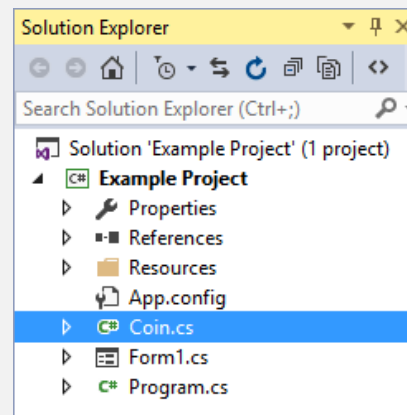 Solution Explorer
Search Solution Explorer (Ctrl+;)
Solution 'Example Project' (1 project)
C# Example Project
Properties
References
Resources
App.config
C# Coin.cs
Form1.cs
C# Program.cs